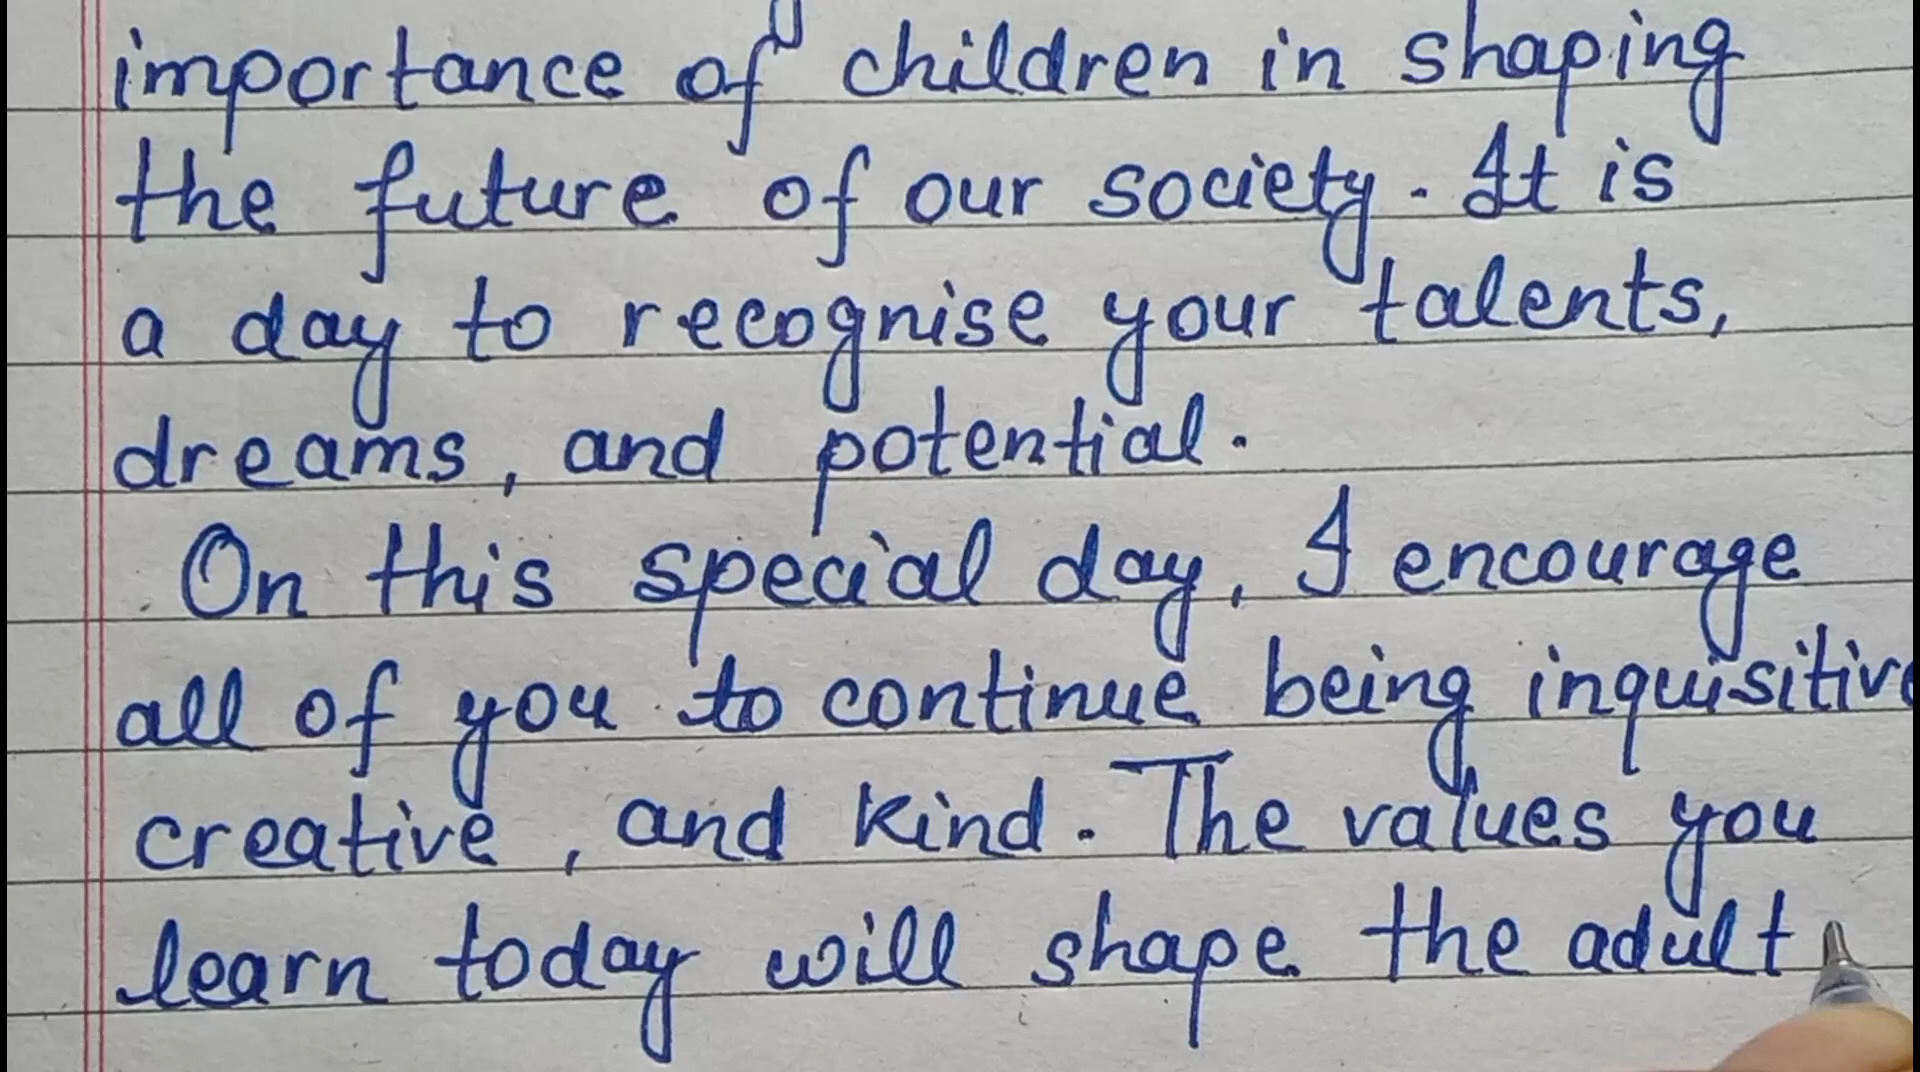 importance of children in shaping
the future of our society. It is
a day to recognise your talents,
dreams, and potential.
On this special day, I encourage
all of you to continue being inquisitive
creative, and kind. The values you
learn today will shape the adult